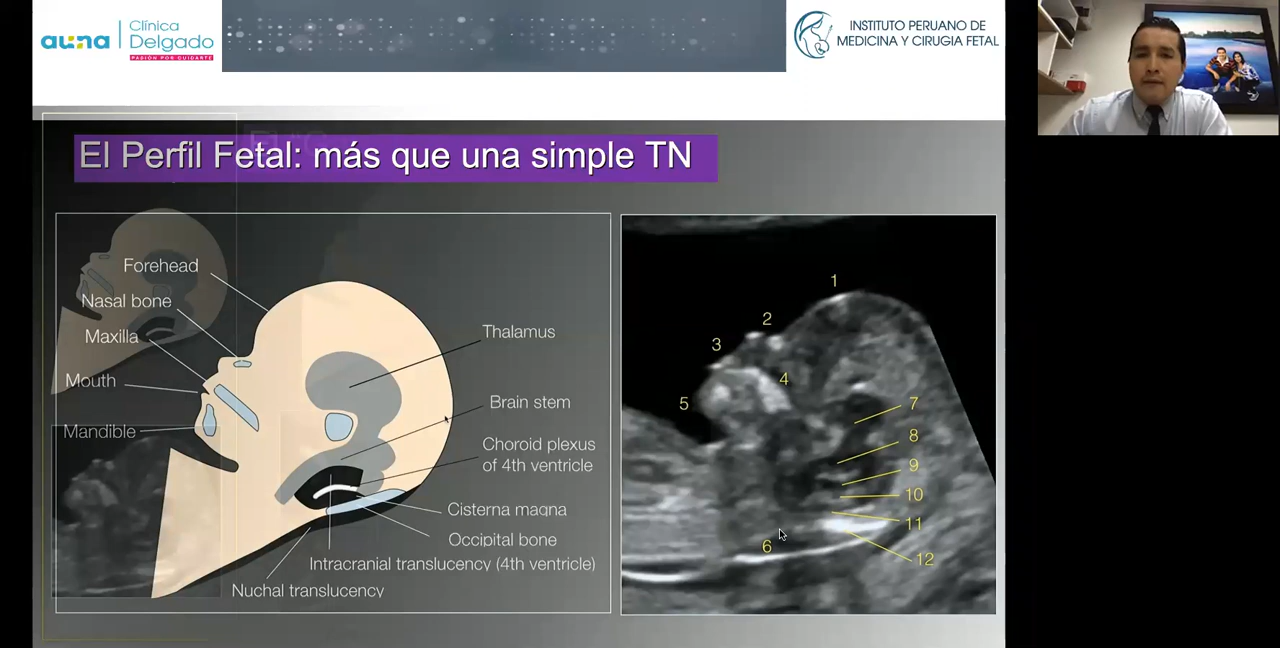 auna
Clínica
Delgado
PASIÓN POR CUIDARTE
INSTITUTO PERUANO DE
MEDICINA Y CIRUGIA FETAL
El Perfil Fetal: más que una simple TN
Forehead
Nasal bone
Maxilla
Mouth
Mandible
Thalamus
Brain stem
Choroid plexus
of 4th ventricle
Cisterna magna
Occipital bone
Intracranial translucency (4th ventricle)
Nuchal translucency
1
2
3
4
5
6
7
8
9
10
11
12